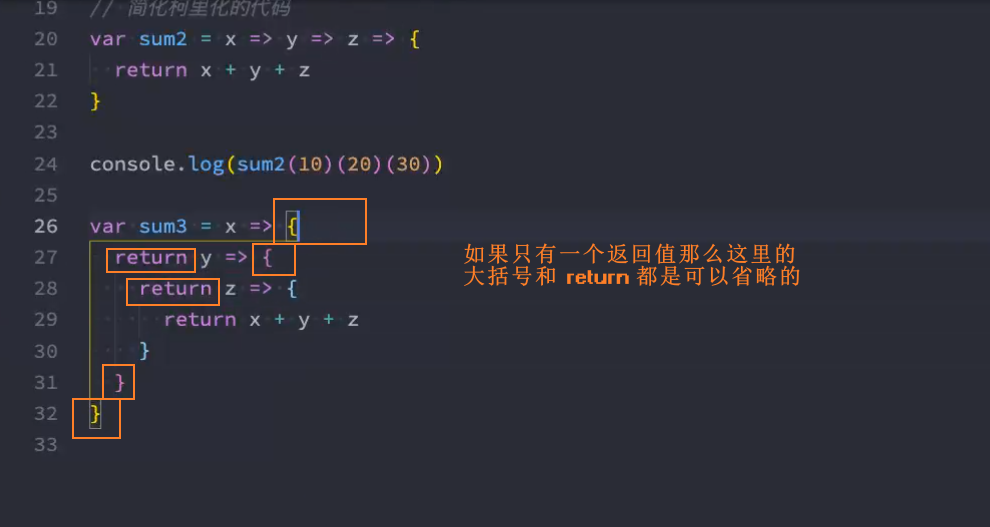 19 // 简化柯里化的代码
20 var sum2 = x => y => z => {
21 return x + y + z
22 }
23
24 console.log(sum2(10)(20)(30))
25
26 var sum3 = x => {
27 return y => {
28 return z => {
29 return x + y + z
30 }
31 }
32 }
33
如果只有一个返回值那么这里的
大括号和 return 都是可以省略的